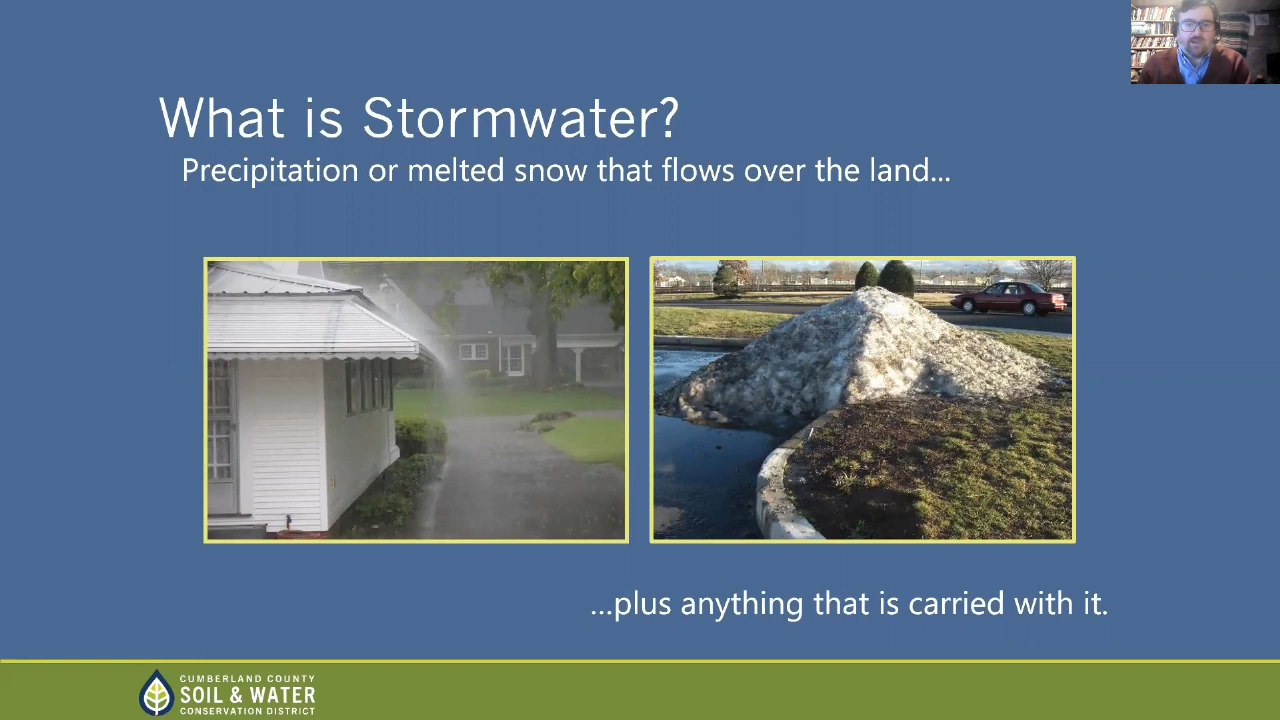 What is Stormwater?
Precipitation or melted snow that flows over the land...
...plus anything that is carried with it.
CUMBERLAND COUNTY
SOIL & WATER
CONSERVATION DISTRICT